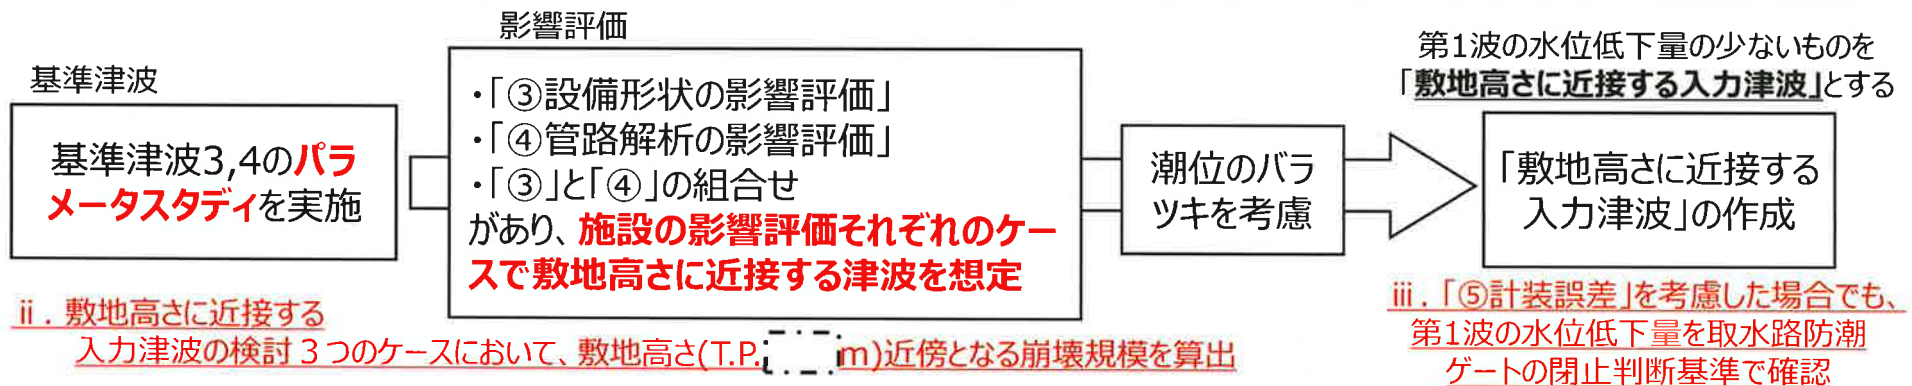 基準津波
基準津波3,4のパラ
メータスタディを実施
影響評価
・「③設備形状の影響評価」
・「④管路解析の影響評価」
・「③」と「④」の組合せ
があり、施設の影響評価それぞれのケー
スで敷地高さに近接する津波を想定
潮位のバラ
ツキを考慮
第1波の水位低下量の少ないものを
「敷地高さに近接する入力津波」とする
「敷地高さに近接する
入力津波」の作成
ⅱ．敷地高さに近接する
入力津波の検討３つのケースにおいて、敷地高さ(T.P. m)近傍となる崩壊規模を算出
ⅲ．「⑤計装誤差」を考慮した場合でも、
第1波の水位低下量を取水路防潮
ゲートの閉止判断基準で確認